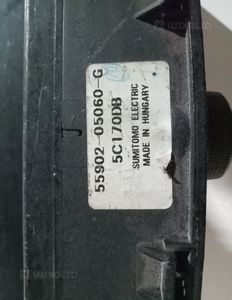 55902-05060-G
5C170DB
SUMITOMO ELECTRIC
MADE IN HUNGARY